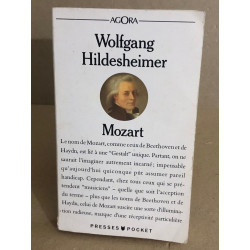 AGORA
Wolfgang
Hildesheimer
Mozart
Le nom de Mozart, comme ceux de Beethoven et de
Haydn, est lié à une "Gestalt" unique. Partant, on ne
saurait l'imaginer autrement incarné; impensable
qu'aujourd'hui quiconque pût assumer pareil
handicap. Cependant, chez tous ceux qui se pré-
tendent "musiciens" – quelle que soit l'acception
du terme – plus que les noms de Beethoven et de
Haydn, celui de Mozart suscite une sorte d'illumina-
tion radieuse, marque d'une réceptivité particulière
PRESSES POCKET